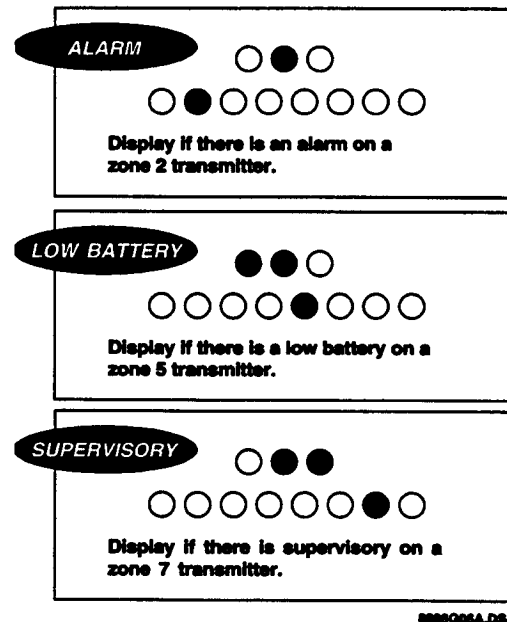 ALARM
Display if there is an alarm on a
zone 2 transmitter.
LOW BATTERY
Display if there is a low battery on a
zone 5 transmitter.
SUPERVISORY
Display if there is supervisory on a
zone 7 transmitter.